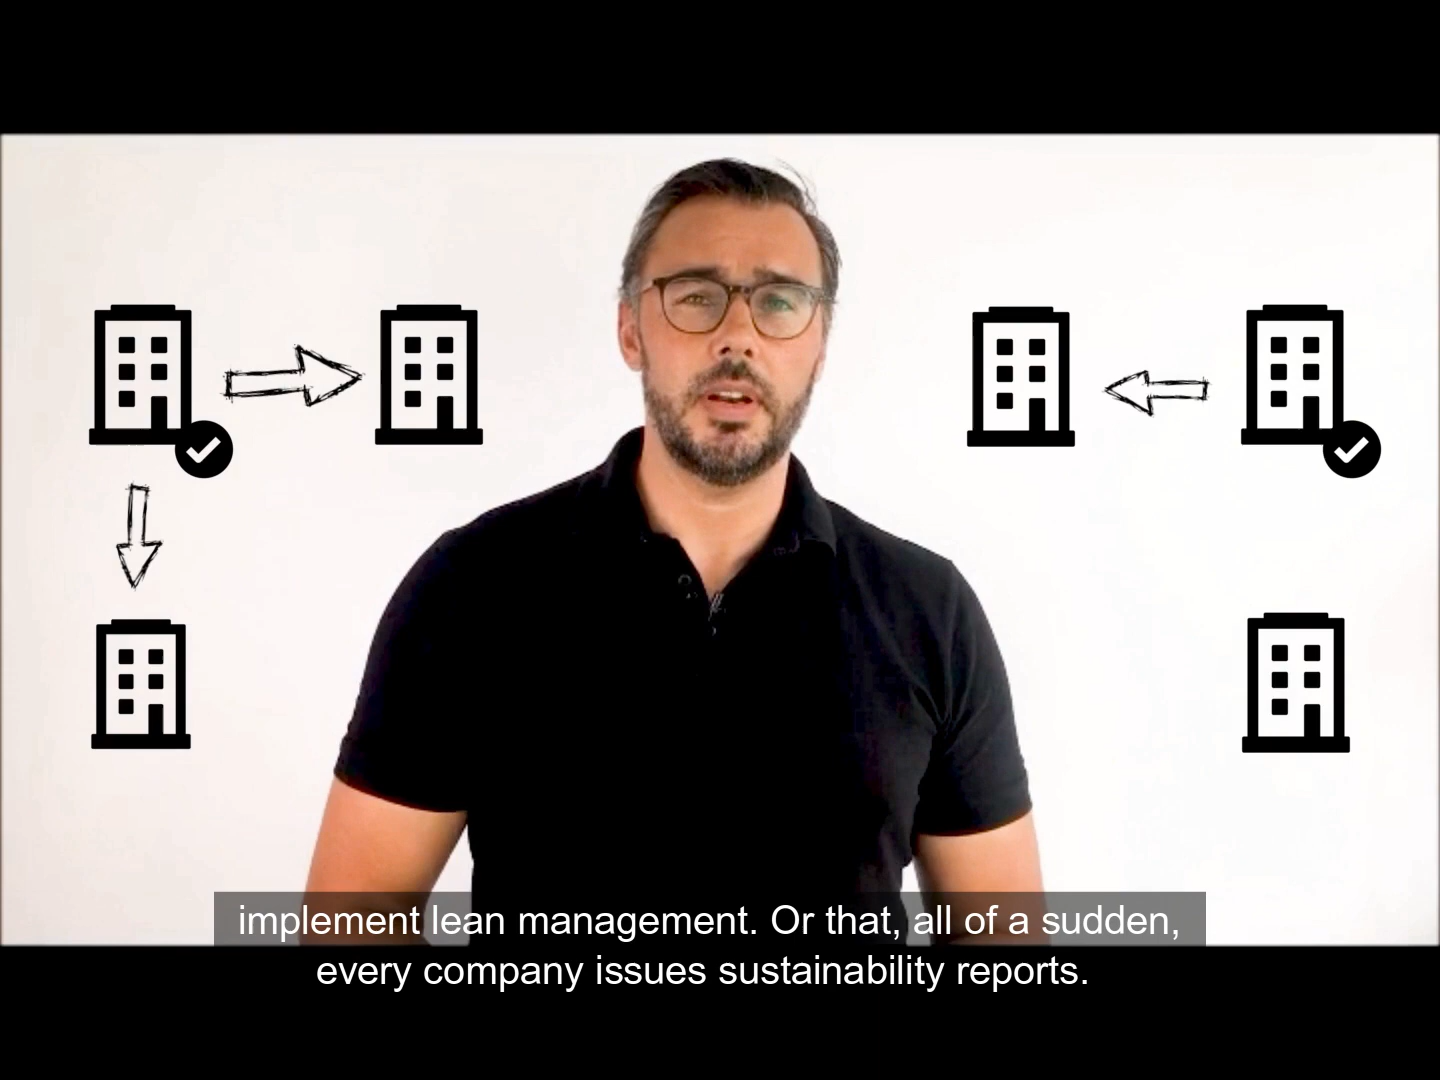 implement lean management. Or that, all of a sudden,
every company issues sustainability reports.